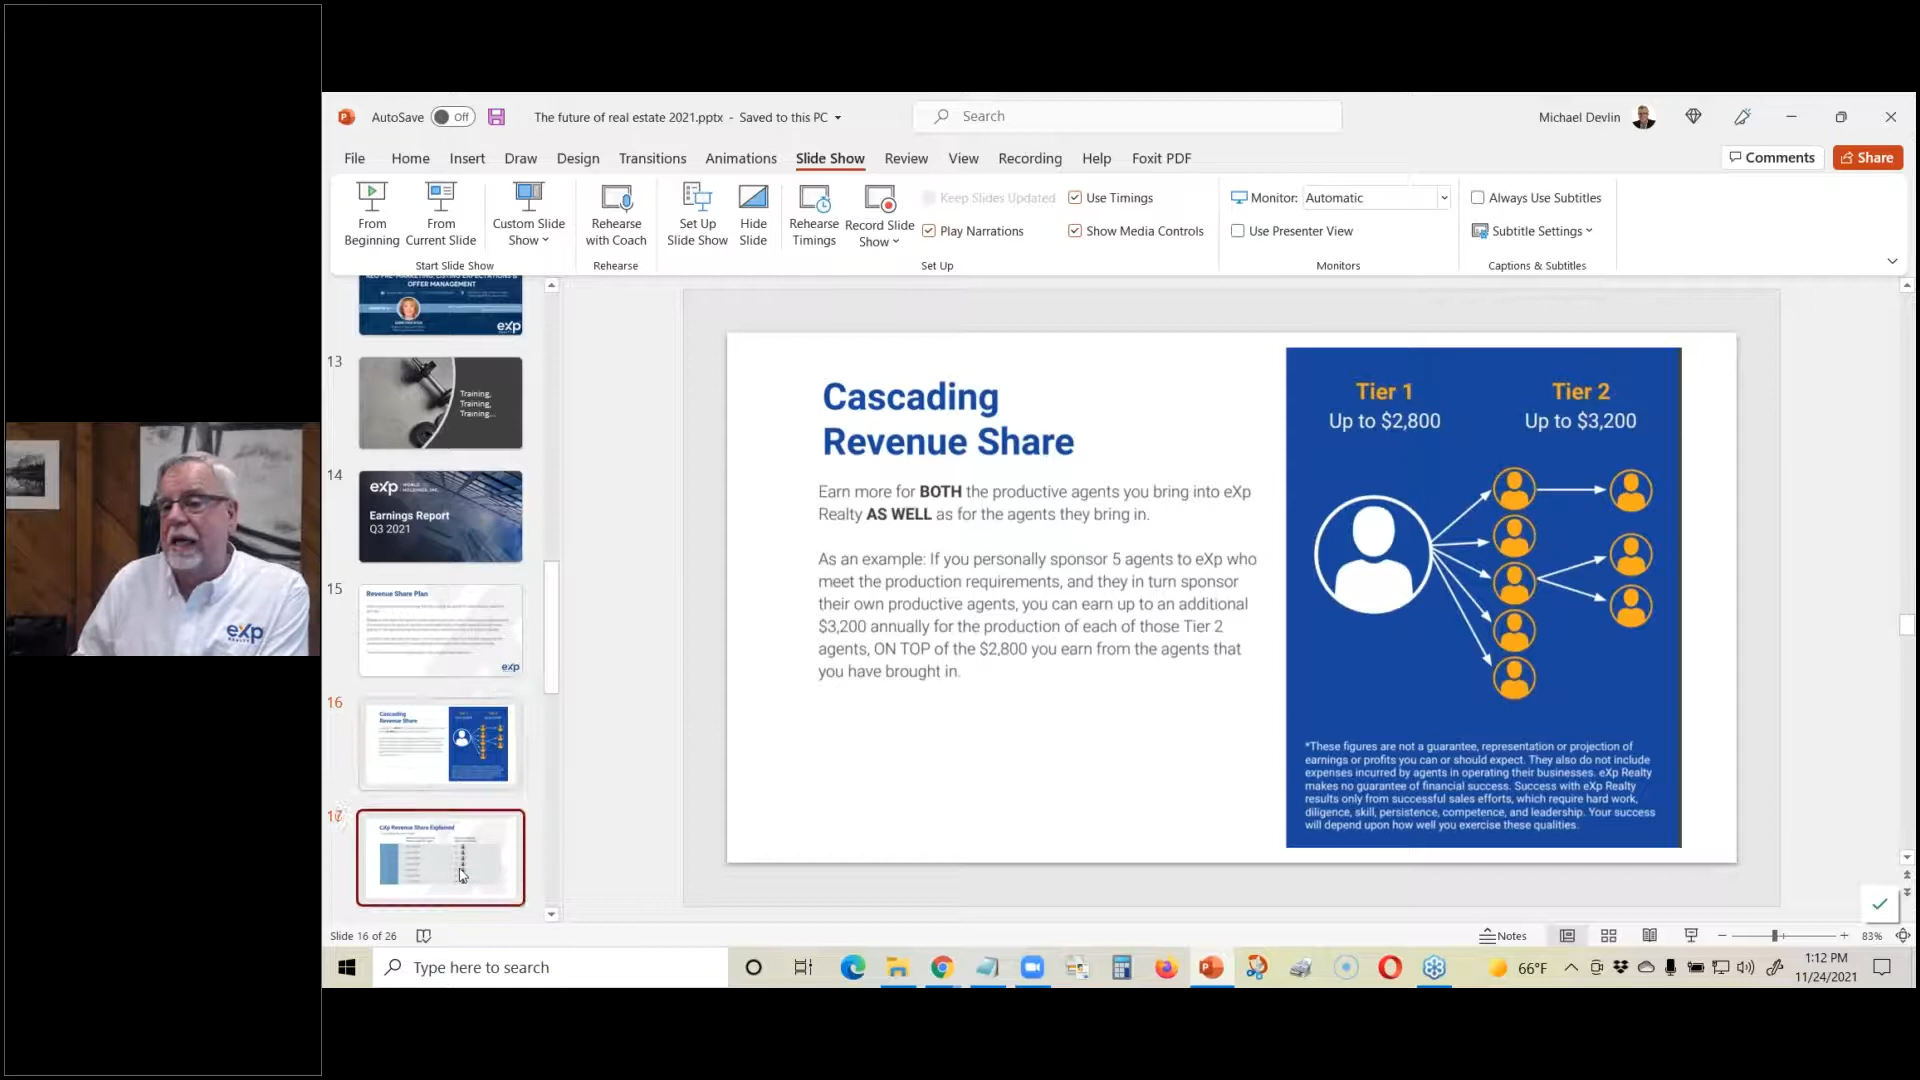 AutoSave
Off
The future of real estate 2021.pptx - Saved to this PC
Search
Michael Devlin
File
Home
Insert
Draw
Design
Transitions
Animations
Slide Show
Review
View
Recording
Help
Foxit PDF
Comments
Share
From Beginning
From Current Slide
Custom Slide Show
Rehearse with Coach
Set Up Slide Show
Hide Slide
Rehearse Timings
Record Slide Show
Keep Slides Updated
Use Timings
Play Narrations
Show Media Controls
Monitor: Automatic
Use Presenter View
Always Use Subtitles
Subtitle Settings
Start Slide Show
Rehearse
Set Up
Monitors
Captions & Subtitles
OFFER MANAGEMENT
exp
13
Training,
Training,
Training...
14
exp WORLD HOLDINGS, INC.
Earnings Report
Q3 2021
15
Revenue Share Plan
exp
16
Cascading
Revenue Share
17
eXp Revenue Share Explained
Cascading
Revenue Share
Earn more for BOTH the productive agents you bring into eXp
Realty AS WELL as for the agents they bring in.
As an example: If you personally sponsor 5 agents to eXp who
meet the production requirements, and they in turn sponsor
their own productive agents, you can earn up to an additional
$3,200 annually for the production of each of those Tier 2
agents, ON TOP of the $2,800 you earn from the agents that
you have brought in.
Tier 1
Up to $2,800
Tier 2
Up to $3,200
*These figures are not a guarantee, representation or projection of
earnings or profits you can or should expect. They also do not include
expenses incurred by agents in operating their businesses. eXp Realty
makes no guarantee of financial success. Success with eXp Realty
results only from successful sales efforts, which require hard work,
diligence, skill, persistence, competence, and leadership. Your success
will depend upon how well you exercise these qualities.
exp
REALTY
Slide 16 of 26
Notes
83%
Type here to search
66°F
1:12 PM
11/24/2021